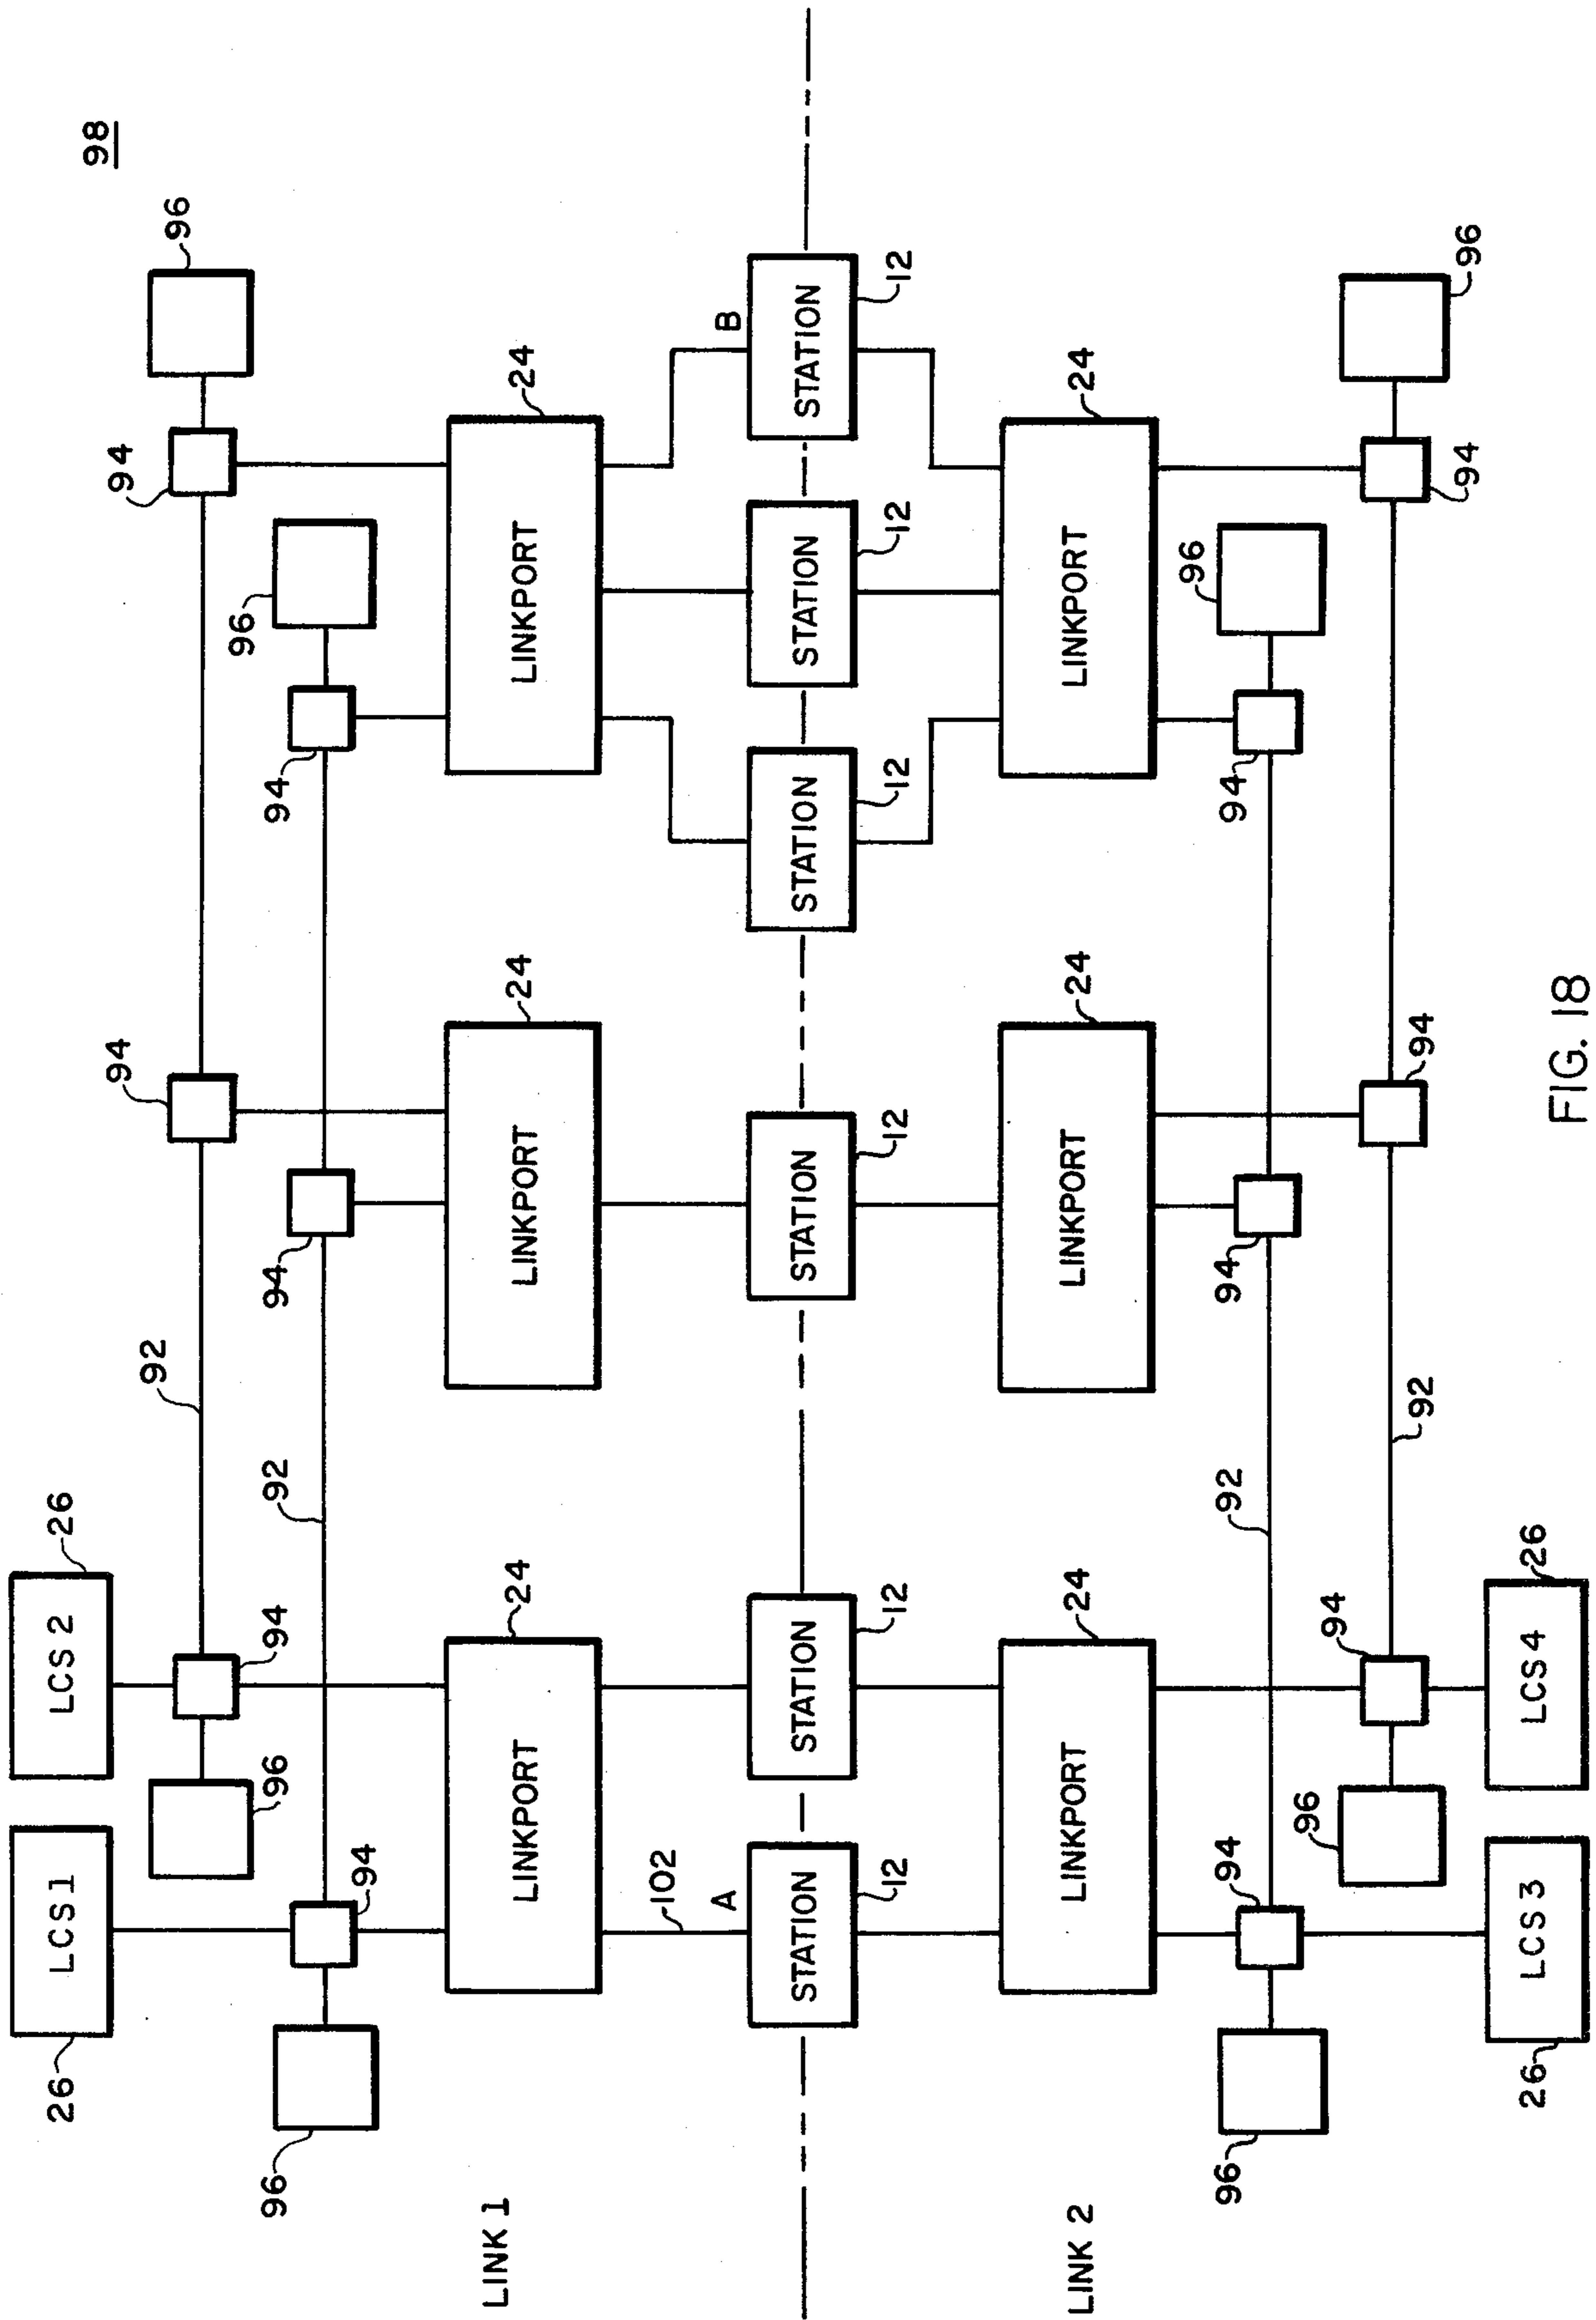 98
26 LCS 1 LCS 2 26
94 94
92 96
96
96 96 94 92 94 94
94
24 24 24
LINK 1 LINKPORT LINKPORT LINKPORT
102
A B
STATION STATION STATION STATION STATION STATION
12 12 12 12 12 12
24 24 24
LINK 2 LINKPORT LINKPORT LINKPORT
96 94 92 94 94 96
96 94
92 94 94 96
26 LCS 3 LCS 4 26
FIG. 18